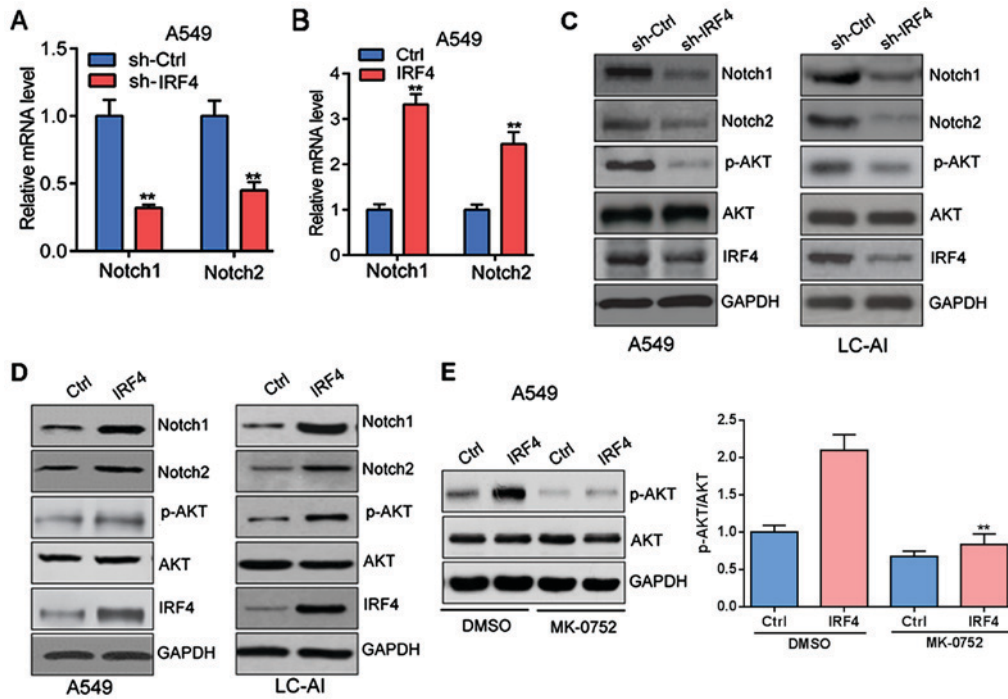 A
A549
sh-Ctrl
sh-IRF4
Relative mRNA level
1.5
1.0
0.5
0.0
**
**
Notch1
Notch2
B
A549
Ctrl
IRF4
Relative mRNA level
4
3
2
1
0
**
**
Notch1
Notch2
C
sh-Ctrl
sh-IRF4
Notch1
Notch2
p-AKT
AKT
IRF4
GAPDH
A549
sh-Ctrl
sh-IRF4
Notch1
Notch2
p-AKT
AKT
IRF4
GAPDH
LC-AI
D
Ctrl
IRF4
Notch1
Notch2
p-AKT
AKT
IRF4
GAPDH
A549
Ctrl
IRF4
Notch1
Notch2
p-AKT
AKT
IRF4
GAPDH
LC-AI
E
A549
Ctrl
IRF4
Ctrl
IRF4
p-AKT
AKT
GAPDH
DMSO
MK-0752
p-AKT/AKT
2.5
2.0
1.5
1.0
0.5
0.0
**
Ctrl
IRF4
Ctrl
IRF4
DMSO
MK-0752